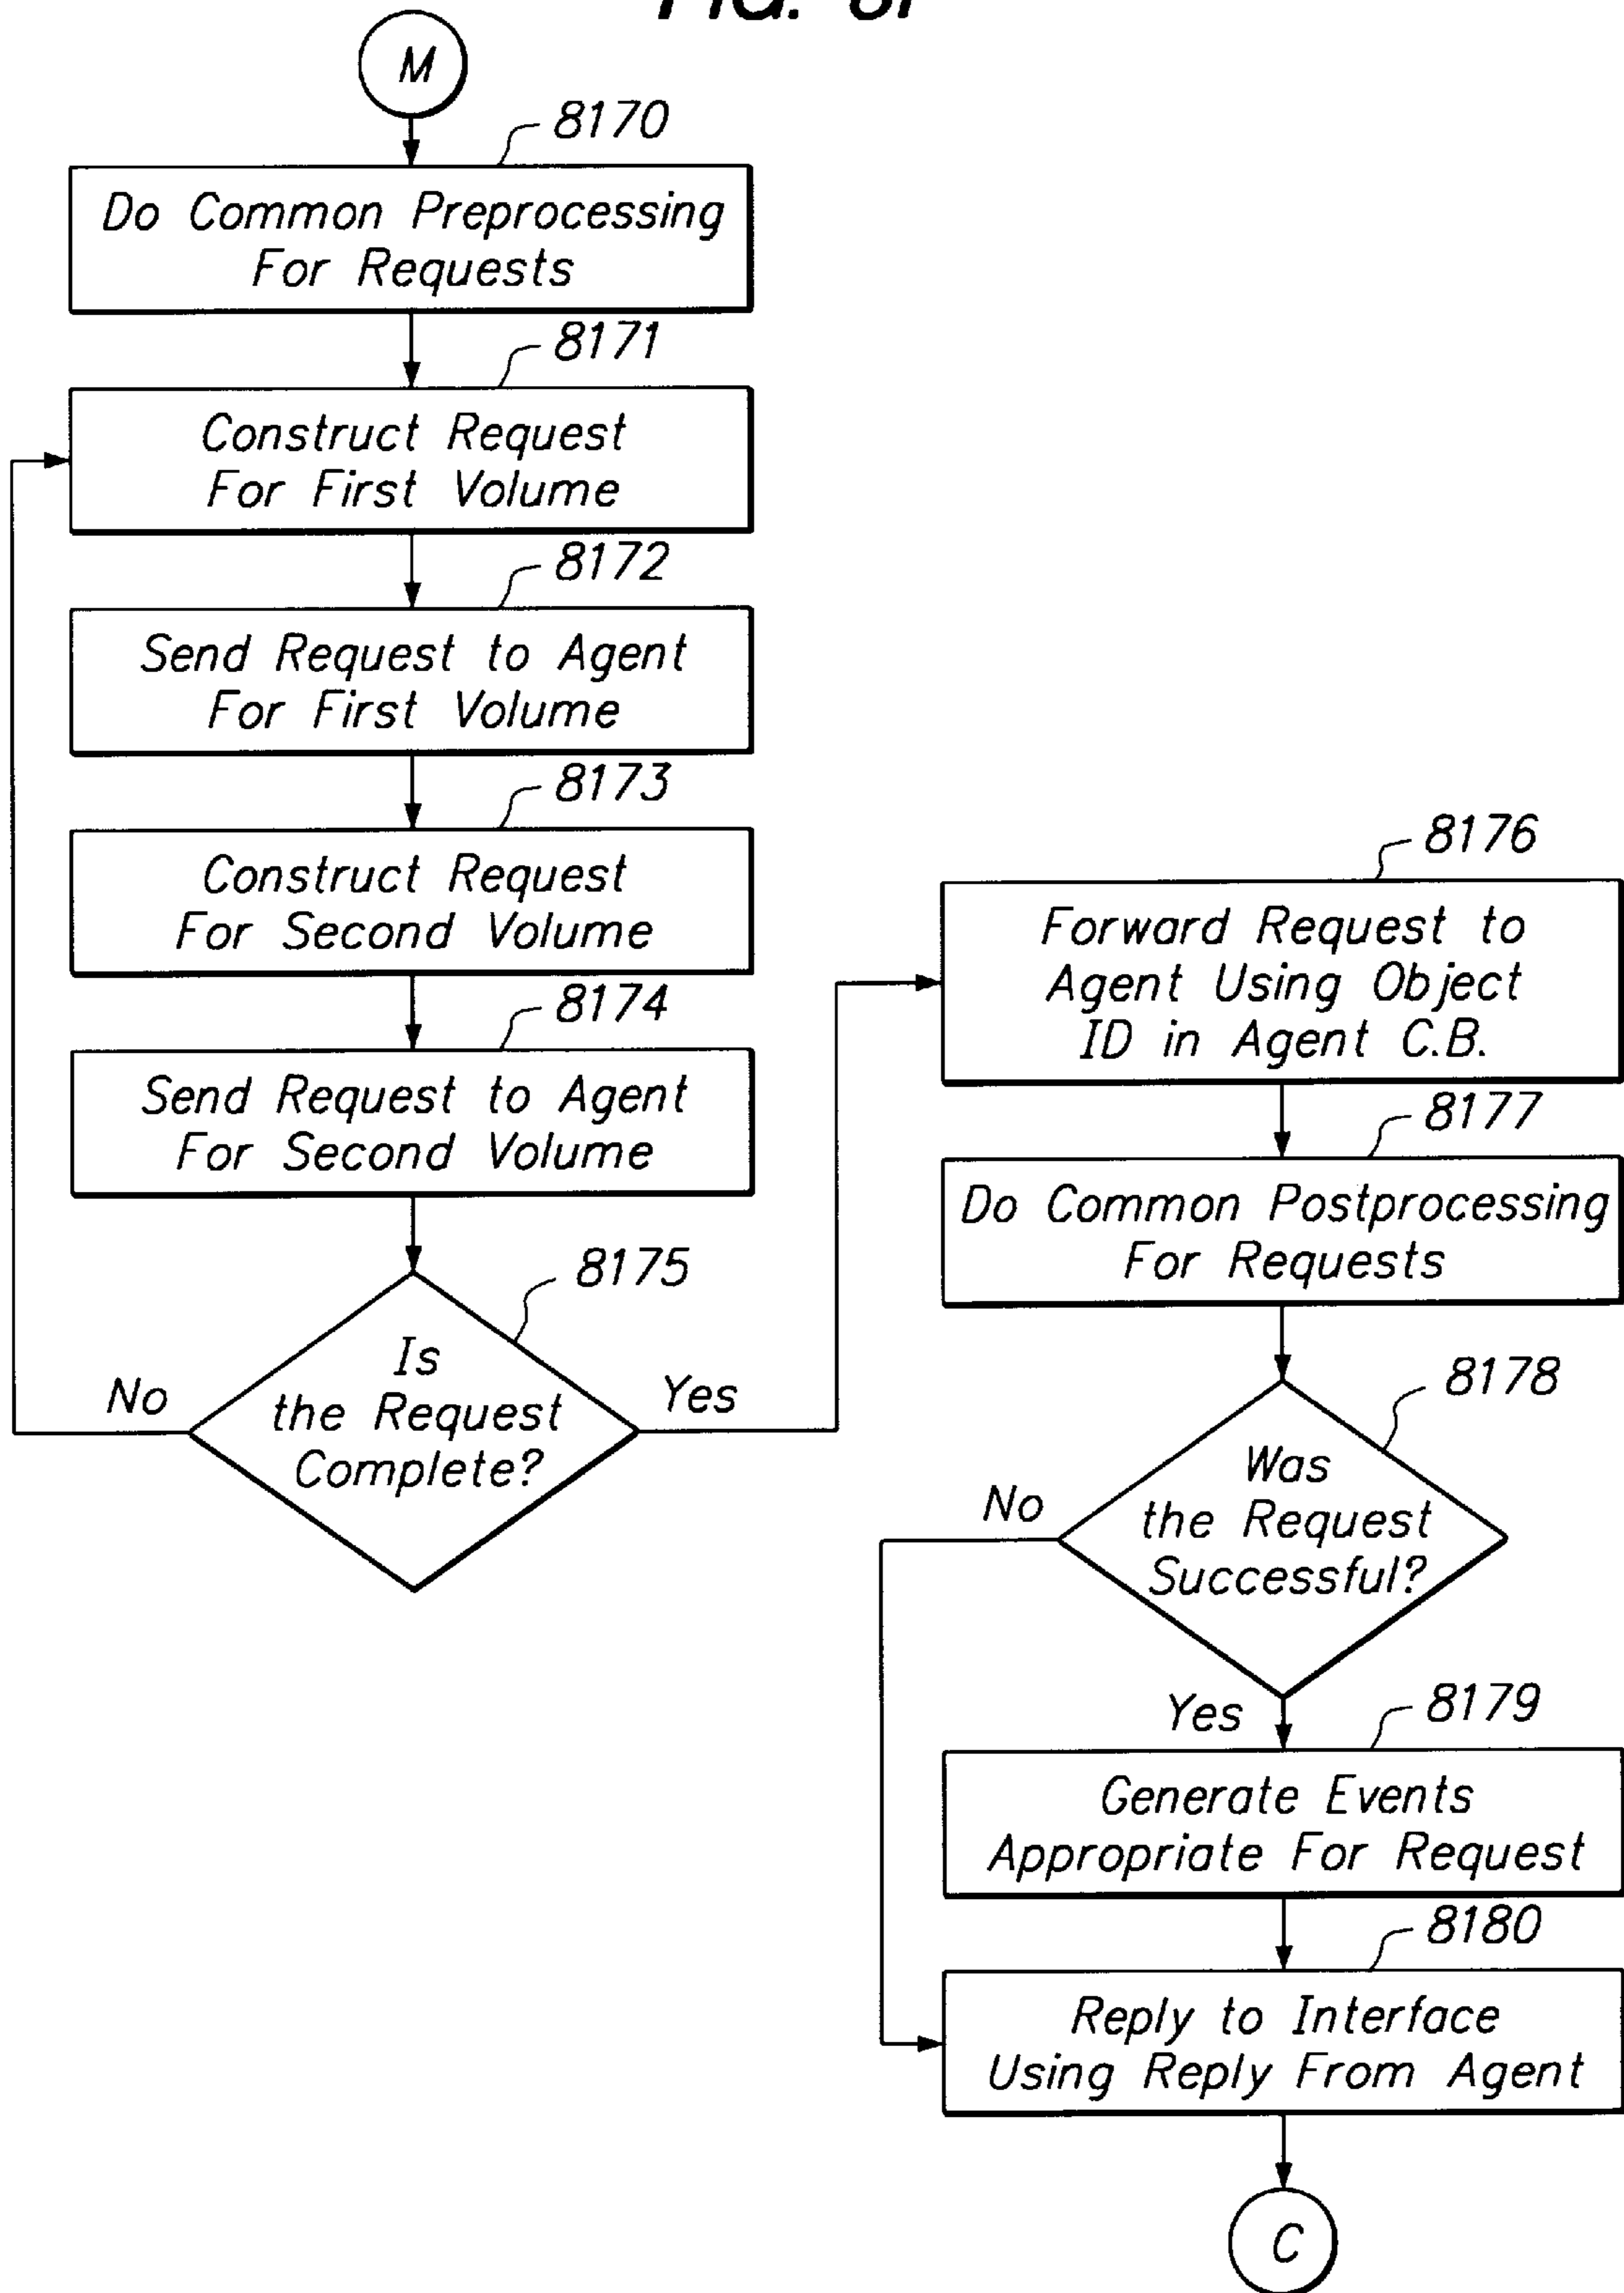 M
8170
Do Common Preprocessing
For Requests
8171
Construct Request
For First Volume
8172
Send Request to Agent
For First Volume
8173
Construct Request
For Second Volume
8174
Send Request to Agent
For Second Volume
8175
Is
the Request
Complete?
No
Yes
8176
Forward Request to
Agent Using Object
ID in Agent C.B.
8177
Do Common Postprocessing
For Requests
8178
Was
the Request
Successful?
No
Yes
8179
Generate Events
Appropriate For Request
8180
Reply to Interface
Using Reply From Agent
C